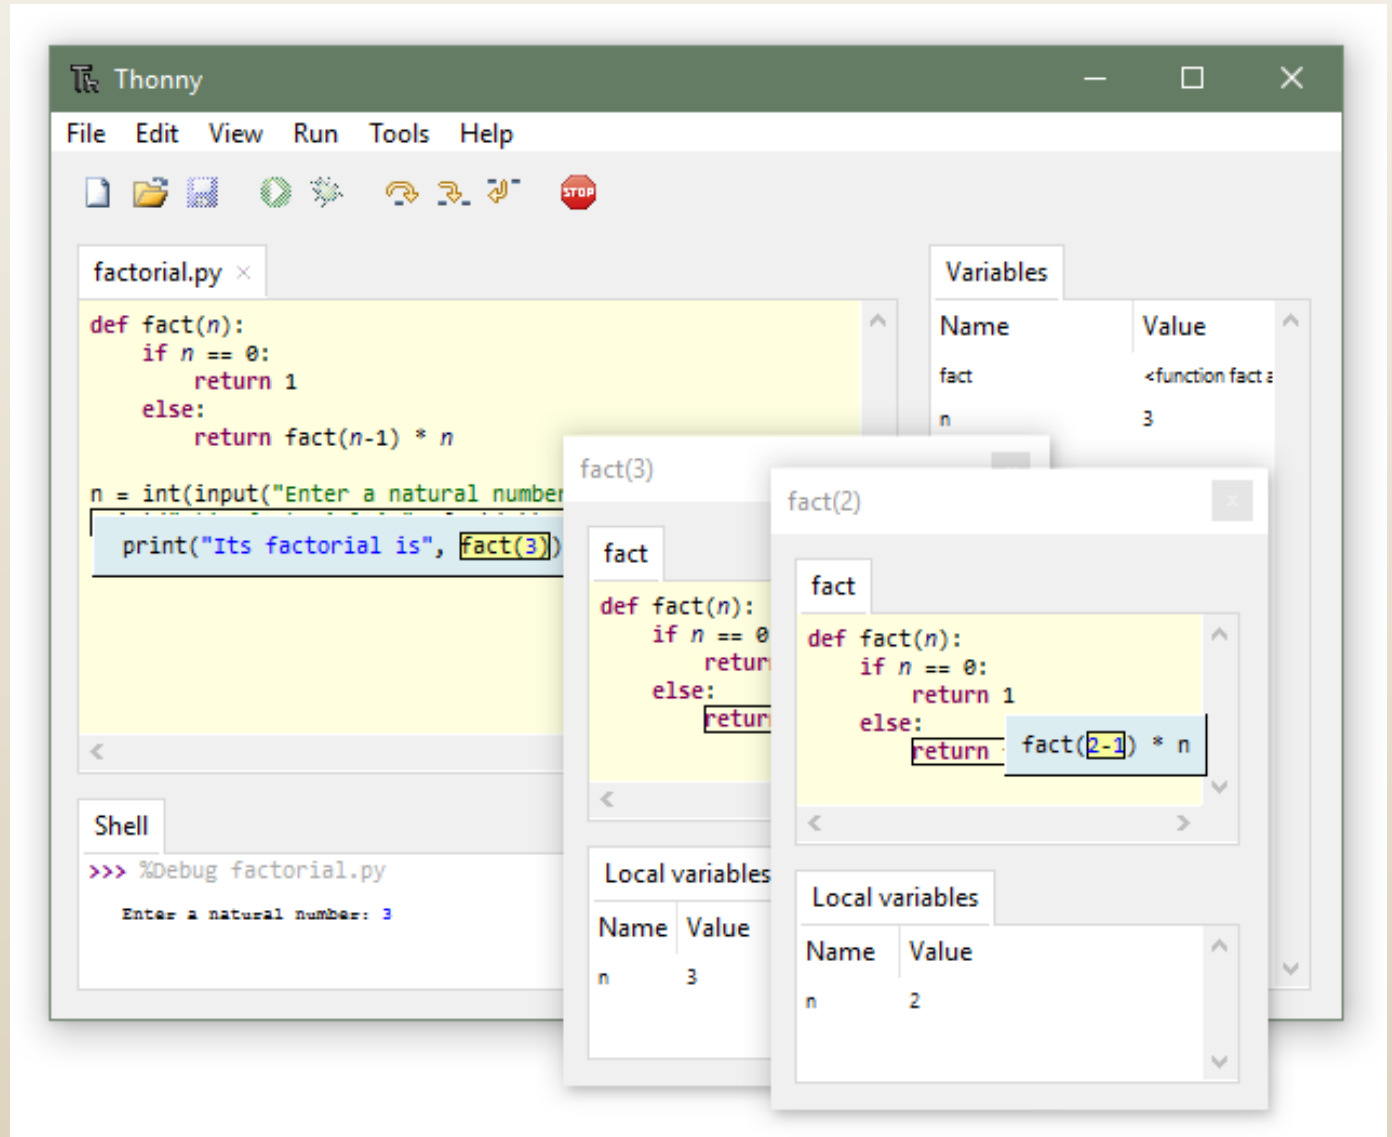 Th Thonny
File Edit View Run Tools Help
STOP
factorial.py
def fact(n):
    if n == 0:
        return 1
    else:
        return fact(n-1) * n
n = int(input("Enter a natural number
print("Its factorial is", fact(3))
Shell
>>> %Debug factorial.py
Enter a natural number: 3
Variables
Name Value
fact <function fact a
n 3
fact(3)
fact
def fact(n):
    if n == 0
        retur
    else:
        retur
Local variables
Name Value
n 3
fact(2)
fact
def fact(n):
    if n == 0:
        return 1
    else:
        return fact(2-1) * n
Local variables
Name Value
n 2